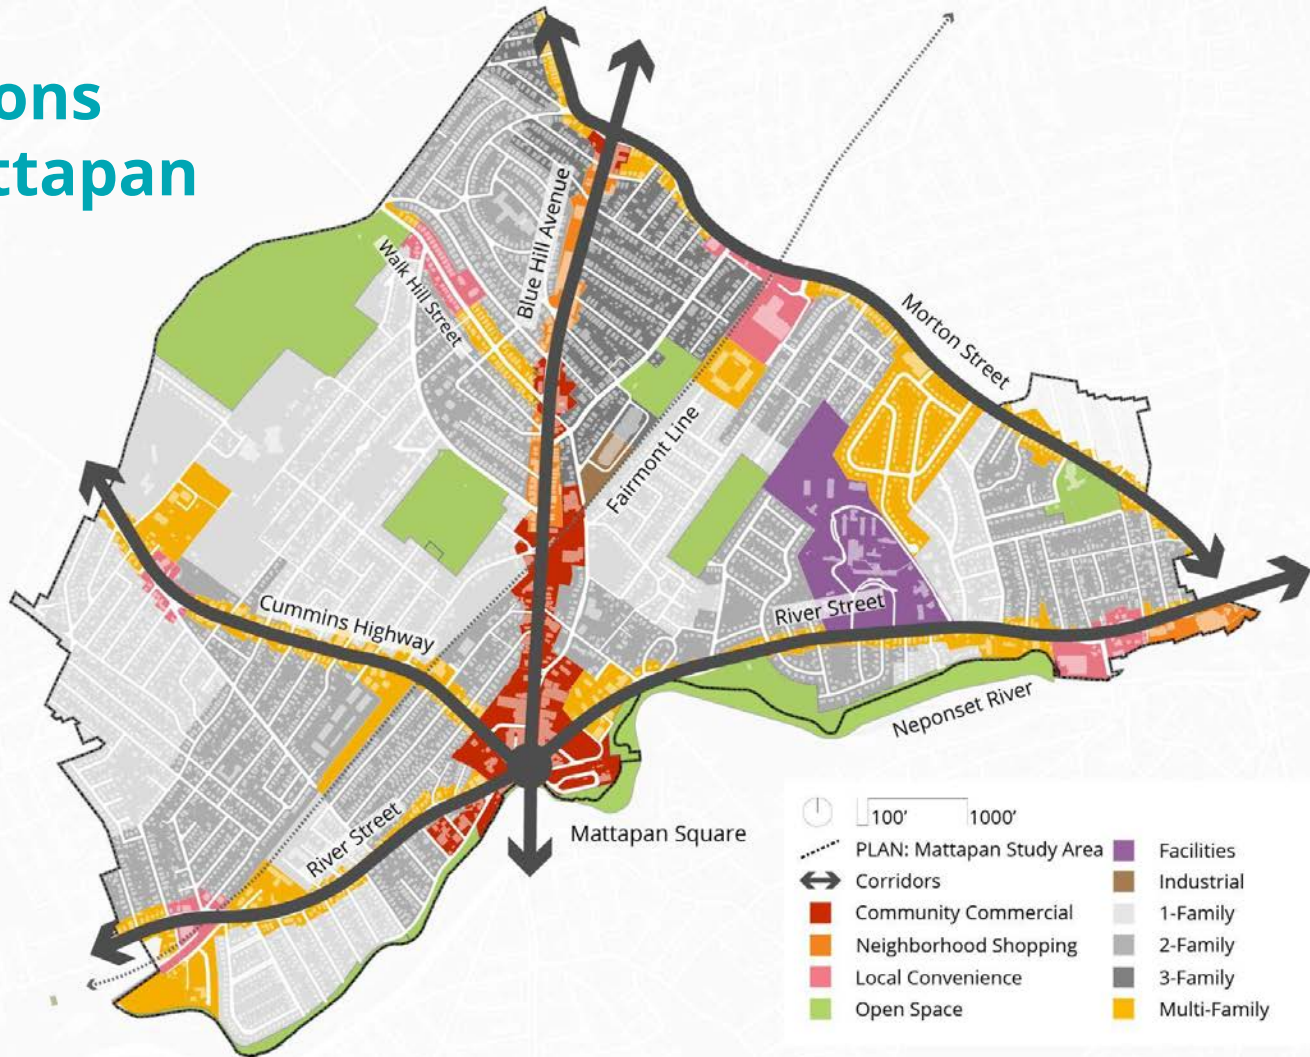 ons
ttapan
Blue Hill Avenue
Walk Hill Street
Morton Street
Fairmont Line
Cummins Highway
River Street
Neponset River
River Street
Mattapan Square
100' 1000'
PLAN: Mattapan Study Area
Corridors
Community Commercial
Neighborhood Shopping
Local Convenience
Open Space
Facilities
Industrial
1-Family
2-Family
3-Family
Multi-Family